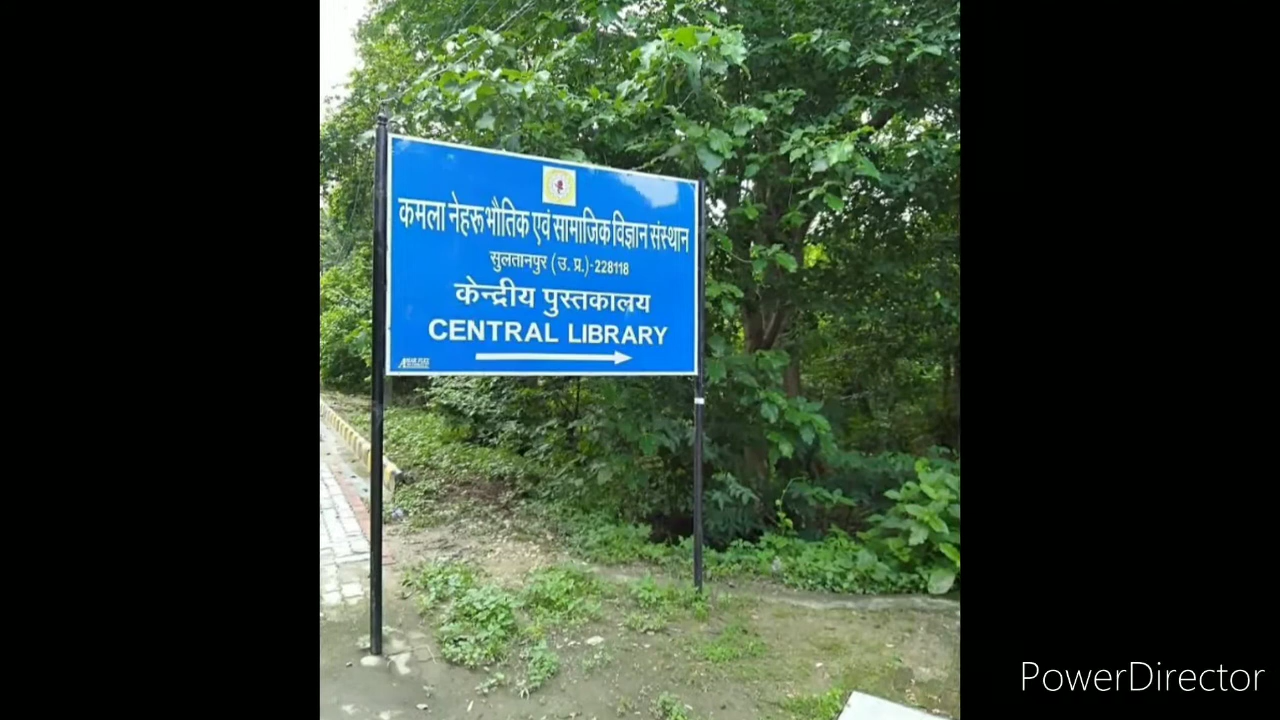 कमला नेहरू भौतिक एवं सामाजिक विज्ञान संस्थान
सुलतानपुर (उ. प्र.)-228118
केन्द्रीय पुस्तकालय
CENTRAL LIBRARY
PowerDirector